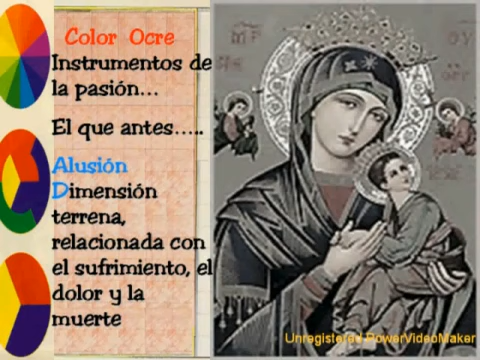 Color Ocre
Instrumentos de
la pasión...
El que antes.....
Alusión
Dimensión
terrena,
relacionada con
el sufrimiento, el
dolor y la
muerte
Unregistered PowerVideoMaker